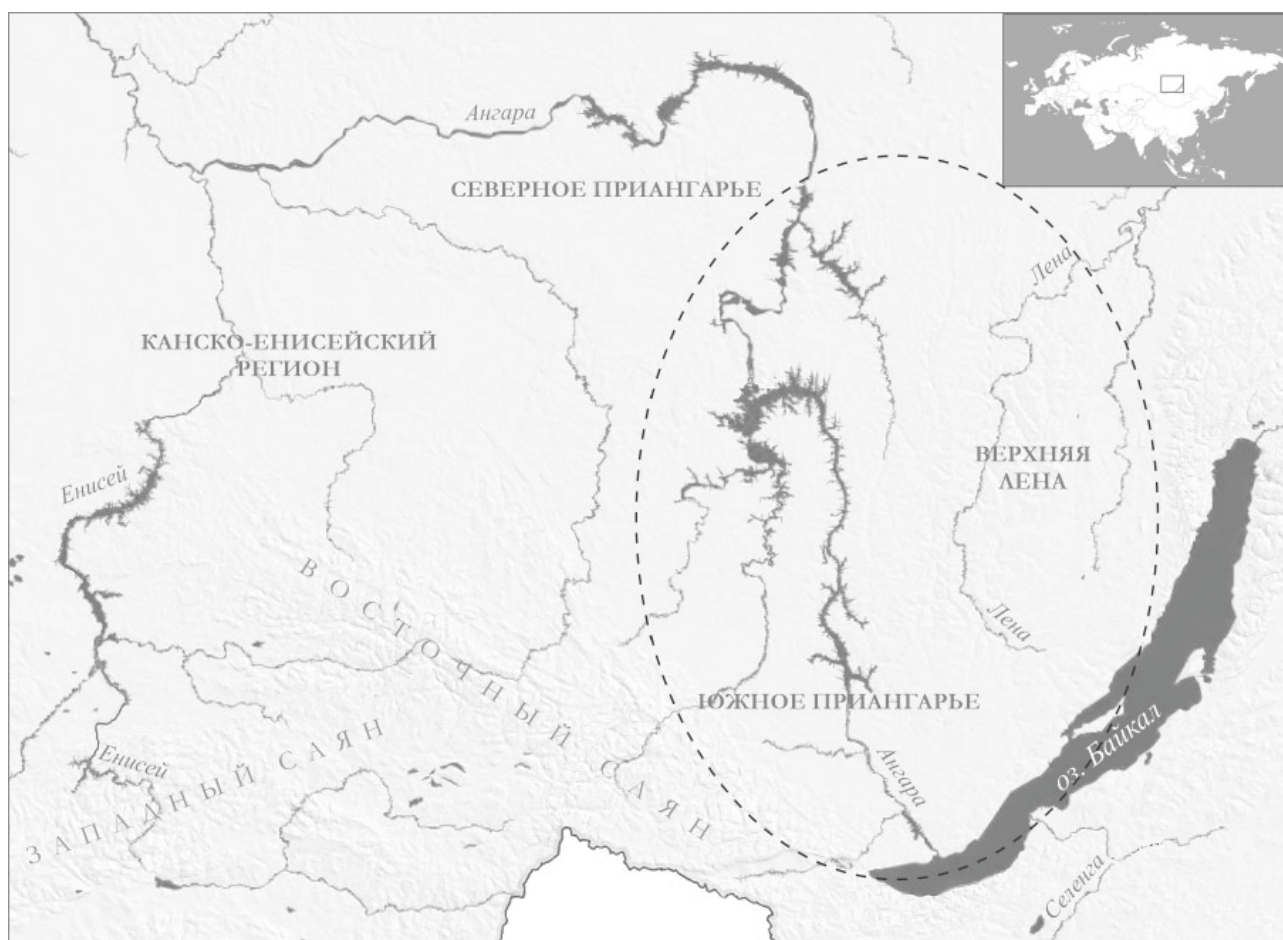 Ангара
СЕВЕРНОЕ ПРИАНГАРЬЕ
Лена
КАНСКО-ЕНИСЕЙСКИЙ
РЕГИОН
ВЕРХНЯЯ
ЛЕНА
Енисей
ВОСТОЧНЫЙ САЯН
Лена
ЮЖНОЕ ПРИАНГАРЬЕ
оз. Байкал
Ангара
Енисей
ЗАПАДНЫЙ САЯН
Селенга